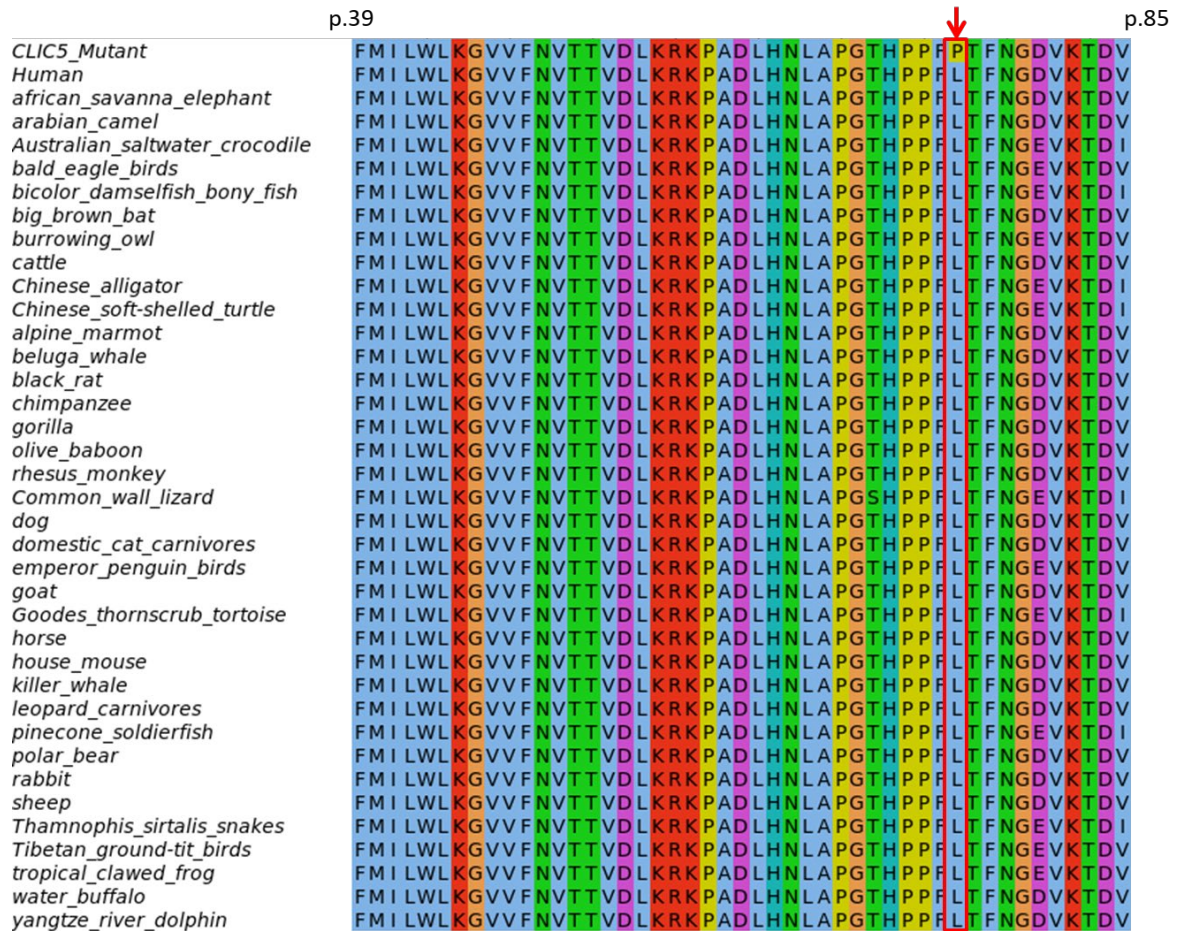 p.39 p.85
CLIC5_Mutant FMILWLKGVVFNVTTVDLKRKPADLHNLAPGTHPPFPTFNGDVKTDV
Human FMILWLKGVVFNVTTVDLKRKPADLHNLAPGTHPPFLTFNGDVKTDV
african_savanna_elephant FMILWLKGVVFNVTTVDLKRKPADLHNLAPGTHPPFLTFNGDVKTDV
arabian_camel FMILWLKGVVFNVTTVDLKRKPADLHNLAPGTHPPFLTFNGDVKTDV
Australian_saltwater_crocodile FMILWLKGVVFNVTTVDLKRKPADLHNLAPGTHPPFLTFNGEVKTDI
bald_eagle_birds FMILWLKGVVFNVTTVDLKRKPADLHNLAPGTHPPFLTFNGEVKTDV
bicolor_damselfish_bony_fish FMILWLKGVVFNVTTVDLKRKPADLHNLAPGTHPPFLTFNGEVKTDI
big_brown_bat FMILWLKGVVFNVTTVDLKRKPADLHNLAPGTHPPFLTFNGDVKTDV
burrowing_owl FMILWLKGVVFNVTTVDLKRKPADLHNLAPGTHPPFLTFNGEVKTDV
cattle FMILWLKGVVFNVTTVDLKRKPADLHNLAPGTHPPFLTFNGDVKTDV
Chinese_alligator FMILWLKGVVFNVTTVDLKRKPADLHNLAPGTHPPFLTFNGEVKTDI
Chinese_soft-shelled_turtle FMILWLKGVVFNVTTVDLKRKPADLHNLAPGTHPPFLTFNGEVKTDI
alpine_marmot FMILWLKGVVFNVTTVDLKRKPADLHNLAPGTHPPFLTFNGDVKTDV
beluga_whale FMILWLKGVVFNVTTVDLKRKPADLHNLAPGTHPPFLTFNGDVKTDV
black_rat FMILWLKGVVFNVTTVDLKRKPADLHNLAPGTHPPFLTFNGDVKTDV
chimpanzee FMILWLKGVVFNVTTVDLKRKPADLHNLAPGTHPPFLTFNGDVKTDV
gorilla FMILWLKGVVFNVTTVDLKRKPADLHNLAPGTHPPFLTFNGDVKTDV
olive_baboon FMILWLKGVVFNVTTVDLKRKPADLHNLAPGTHPPFLTFNGDVKTDV
rhesus_monkey FMILWLKGVVFNVTTVDLKRKPADLHNLAPGTHPPFLTFNGDVKTDV
Common_wall_lizard FMILWLKGVVFNVTTVDLKRKPADLHNLAPGSHPPFLTFNGEVKTDI
dog FMILWLKGVVFNVTTVDLKRKPADLHNLAPGTHPPFLTFNGDVKTDV
domestic_cat_carnivores FMILWLKGVVFNVTTVDLKRKPADLHNLAPGTHPPFLTFNGDVKTDV
emperor_penguin_birds FMILWLKGVVFNVTTVDLKRKPADLHNLAPGTHPPFLTFNGEVKTDV
goat FMILWLKGVVFNVTTVDLKRKPADLHNLAPGTHPPFLTFNGDVKTDV
Goodes_thornscrub_tortoise FMILWLKGVVFNVTTVDLKRKPADLHNLAPGTHPPFLTFNGEVKTDI
horse FMILWLKGVVFNVTTVDLKRKPADLHNLAPGTHPPFLTFNGDVKTDV
house_mouse FMILWLKGVVFNVTTVDLKRKPADLHNLAPGTHPPFLTFNGDVKTDV
killer_whale FMILWLKGVVFNVTTVDLKRKPADLHNLAPGTHPPFLTFNGDVKTDV
leopard_carnivores FMILWLKGVVFNVTTVDLKRKPADLHNLAPGTHPPFLTFNGDVKTDV
pinecone_soldierfish FMILWLKGVVFNVTTVDLKRKPADLHNLAPGTHPPFLTFNGEVKTDI
polar_bear FMILWLKGVVFNVTTVDLKRKPADLHNLAPGTHPPFLTFNGDVKTDV
rabbit FMILWLKGVVFNVTTVDLKRKPADLHNLAPGTHPPFLTFNGDVKTDV
sheep FMILWLKGVVFNVTTVDLKRKPADLHNLAPGTHPPFLTFNGDVKTDV
Thamnophis_sirtalis_snakes FMILWLKGVVFNVTTVDLKRKPADLHNLAPGTHPPFLTFNGEVKTDI
Tibetan_ground-tit_birds FMILWLKGVVFNVTTVDLKRKPADLHNLAPGTHPPFLTFNGEVKTDV
tropical_clawed_frog FMILWLKGVVFNVTTVDLKRKPADLHNLAPGTHPPFLTFNGDVKTDV
water_buffalo FMILWLKGVVFNVTTVDLKRKPADLHNLAPGTHPPFLTFNGDVKTDV
yangtze_river_dolphin FMILWLKGVVFNVTTVDLKRKPADLHNLAPGTHPPFLTFNGDVKTDV